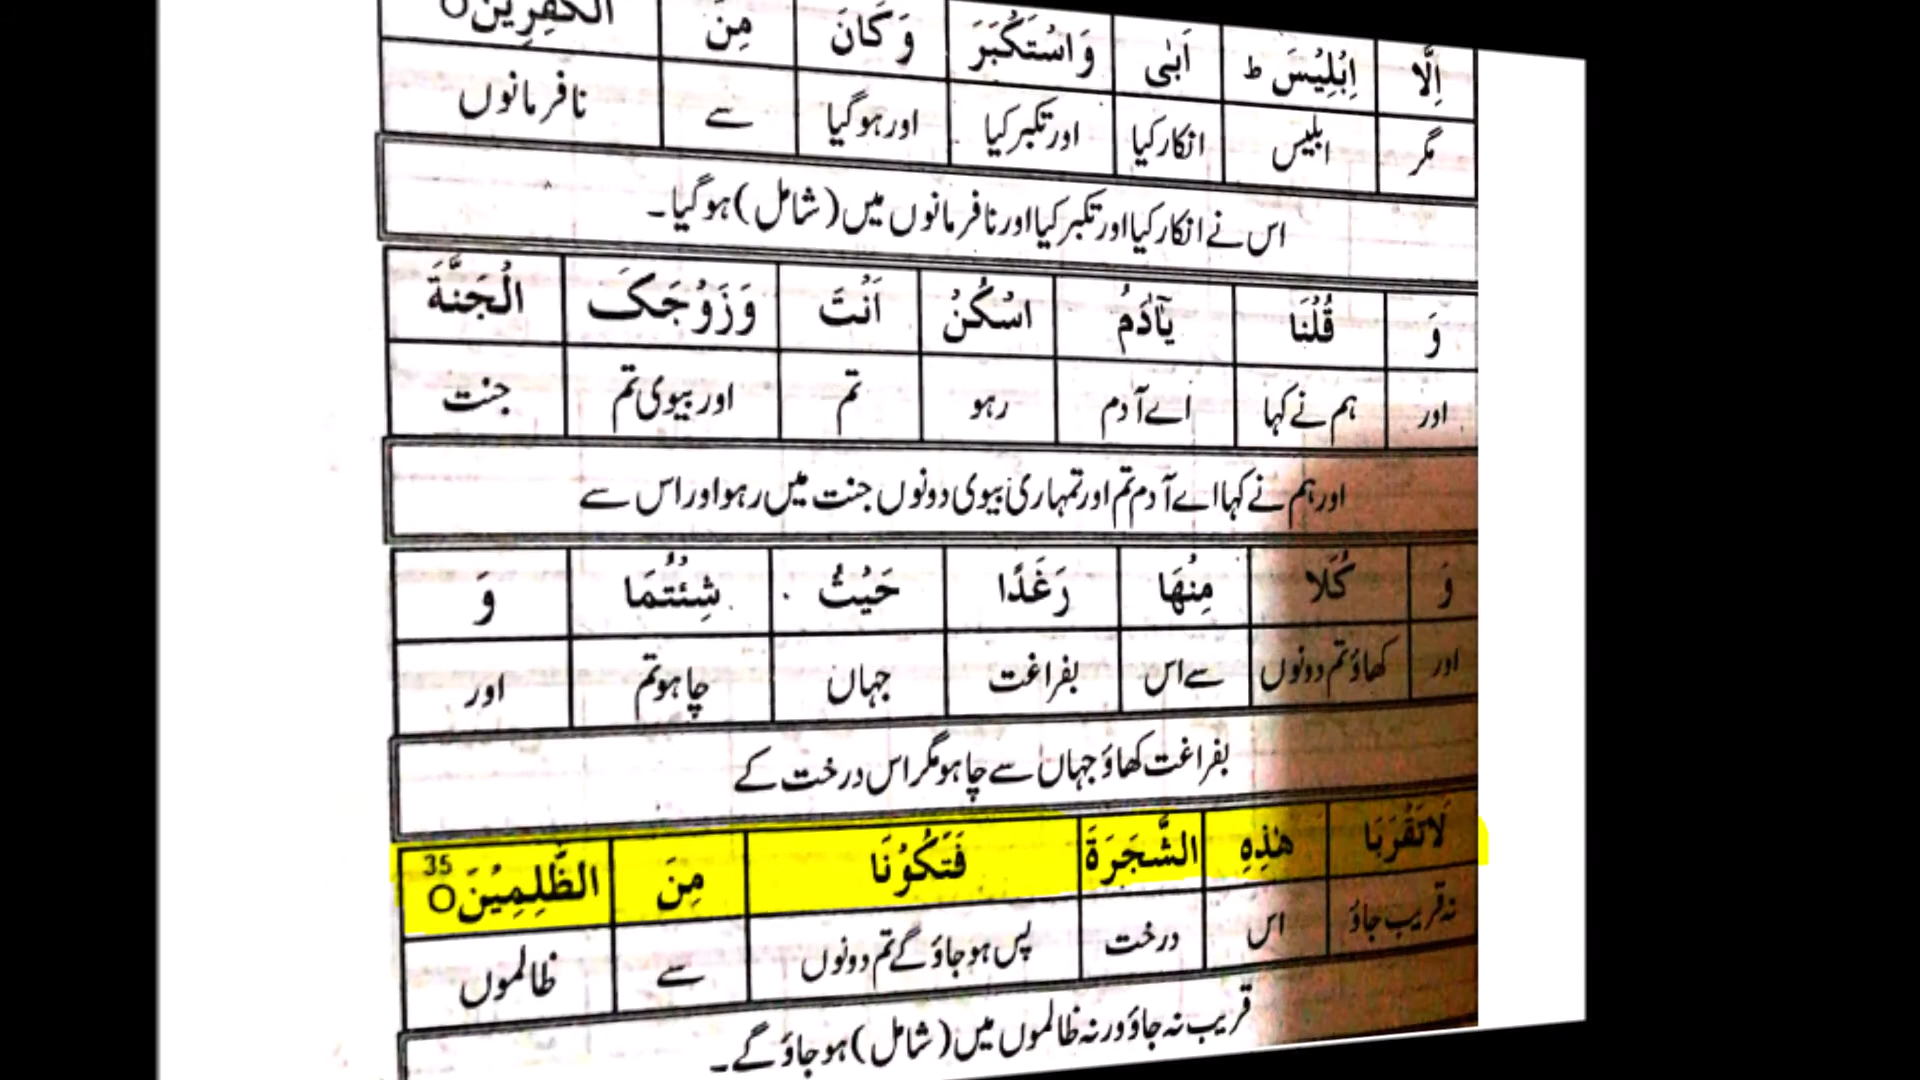 اِلَّا اِبْلِيْسَ ط اَبٰى وَاسْتَكْبَرَ وَكَانَ مِنَ الْكٰفِرِيْنَ○
مگر ابلیس انکار کیا اور تکبر کیا اور ہو گیا سے نافرمانوں
اس نے انکار کیا اور تکبر کیا اور نافرمانوں میں (شامل) ہو گیا۔
وَ قُلْنَا يٰٓاٰدَمُ اسْكُنْ اَنْتَ وَزَوْجُكَ الْجَنَّةَ
اور ہم نے کہا اے آدم رہو تم اور بیوی تم جنت
اور ہم نے کہا اے آدم تم اور تمہاری بیوی دونوں جنت میں رہو اور اس سے
وَ كُلَا مِنْهَا رَغَدًا حَيْثُ شِئْتُمَا وَ
اور کھاؤ تم دونوں سے اس بفراغت جہاں چاہو تم اور
بفراغت کھاؤ جہاں سے چاہو مگر اس درخت کے
لَاتَقْرَبَا هٰذِهِ الشَّجَرَةَ فَتَكُوْنَا مِنَ الظّٰلِمِيْنَ○ 35
نہ قریب جاؤ اس درخت پس ہو جاؤ گے تم دونوں سے ظالموں
قریب نہ جاؤ ورنہ ظالموں میں (شامل) ہو جاؤ گے۔